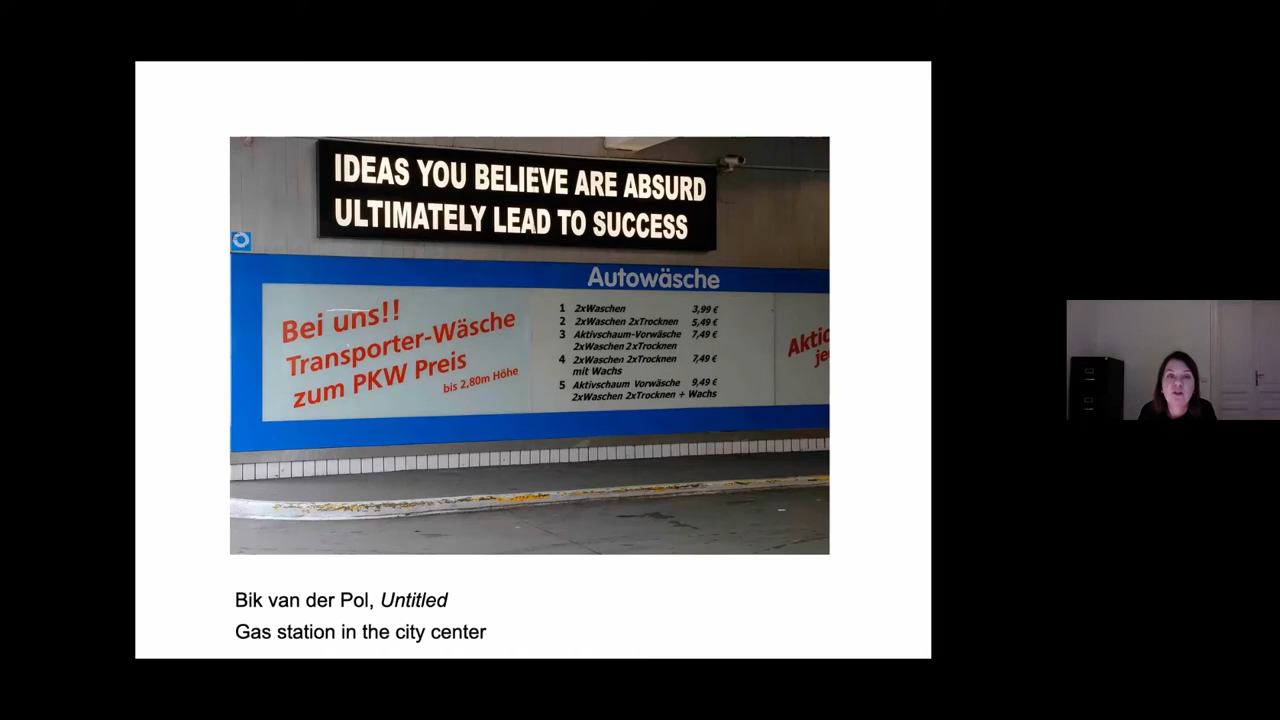 IDEAS YOU BELIEVE ARE ABSURD
ULTIMATELY LEAD TO SUCCESS
Autowäsche
Bei uns!!
Transporter-Wäsche
zum PKW Preis
bis 2,80m Höhe
1 2xWaschen 3,99 €
2 2xWaschen 2xTrocknen 5,49 €
3 Aktivschaum-Vorwäsche 7,49 €
2xWaschen 2xTrocknen
4 2xWaschen 2xTrocknen 7,49 €
mit Wachs
5 Aktivschaum Vorwäsche 9,49 €
2xWaschen 2xTrocknen + Wachs
Aktio
je
Bik van der Pol, Untitled
Gas station in the city center